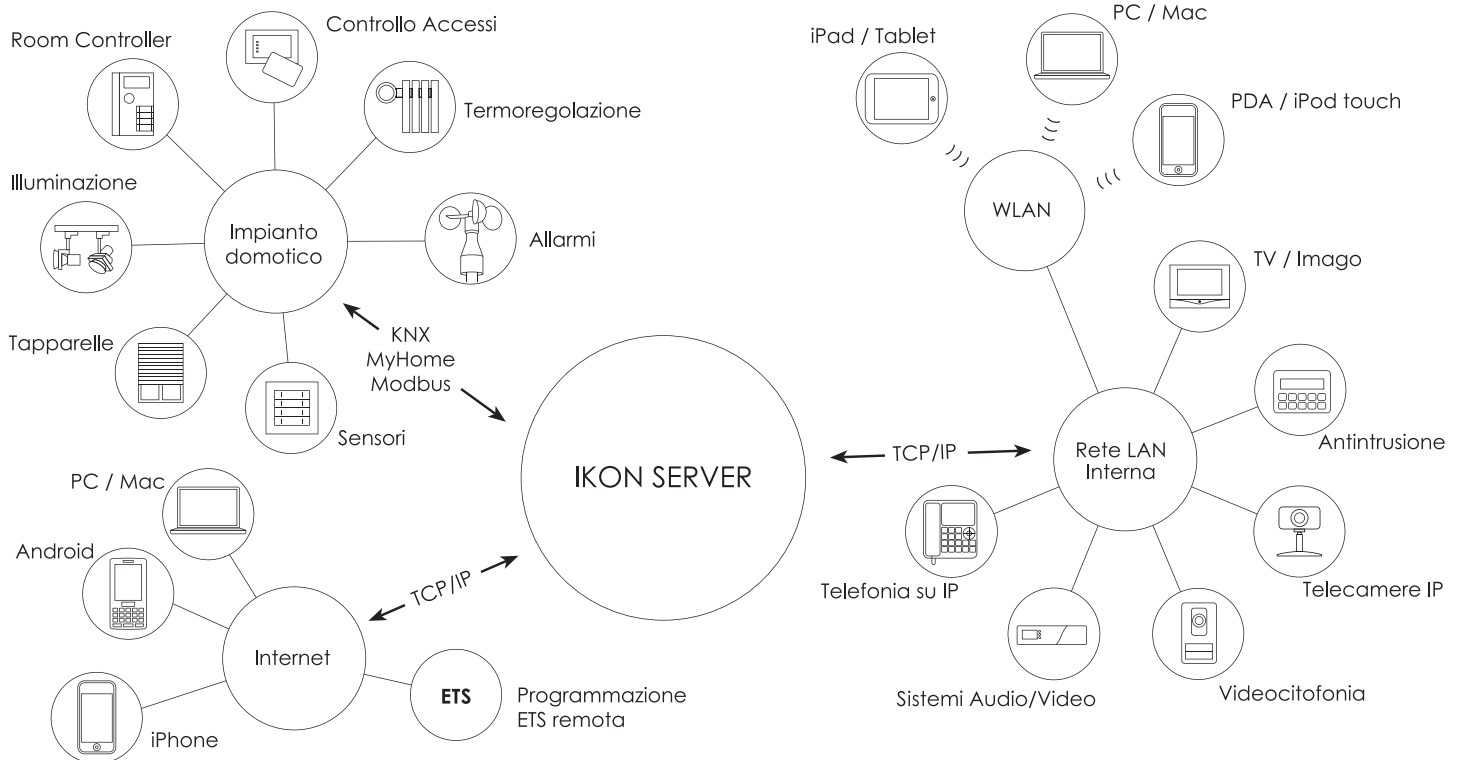 Controllo Accessi
Room Controller
Termoregolazione
Illuminazione
Impianto
domotico
Allarmi
Tapparelle
Sensori
KNX
MyHome
Modbus
IKON SERVER
PC / Mac
Android
TCP/IP
Internet
iPhone
ETS
Programmazione
ETS remota
iPad / Tablet
PC / Mac
PDA / iPod touch
WLAN
TV / Imago
TCP/IP
Rete LAN
Interna
Antintrusione
Telefonia su IP
Telecamere IP
Sistemi Audio/Video
Videocitofonia